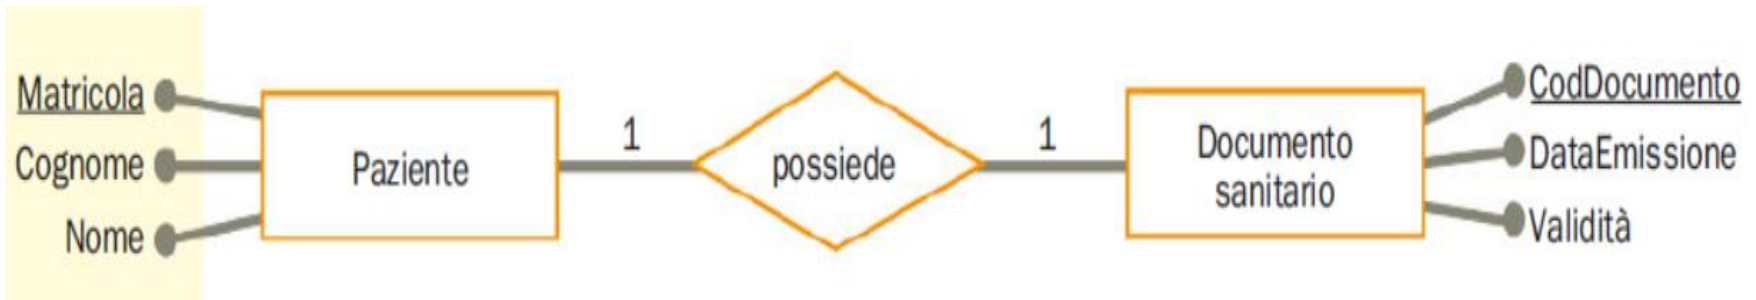 Matricola
Cognome
Nome
Paziente
1
possiede
1
Documento
sanitario
CodDocumento
DataEmissione
Validità